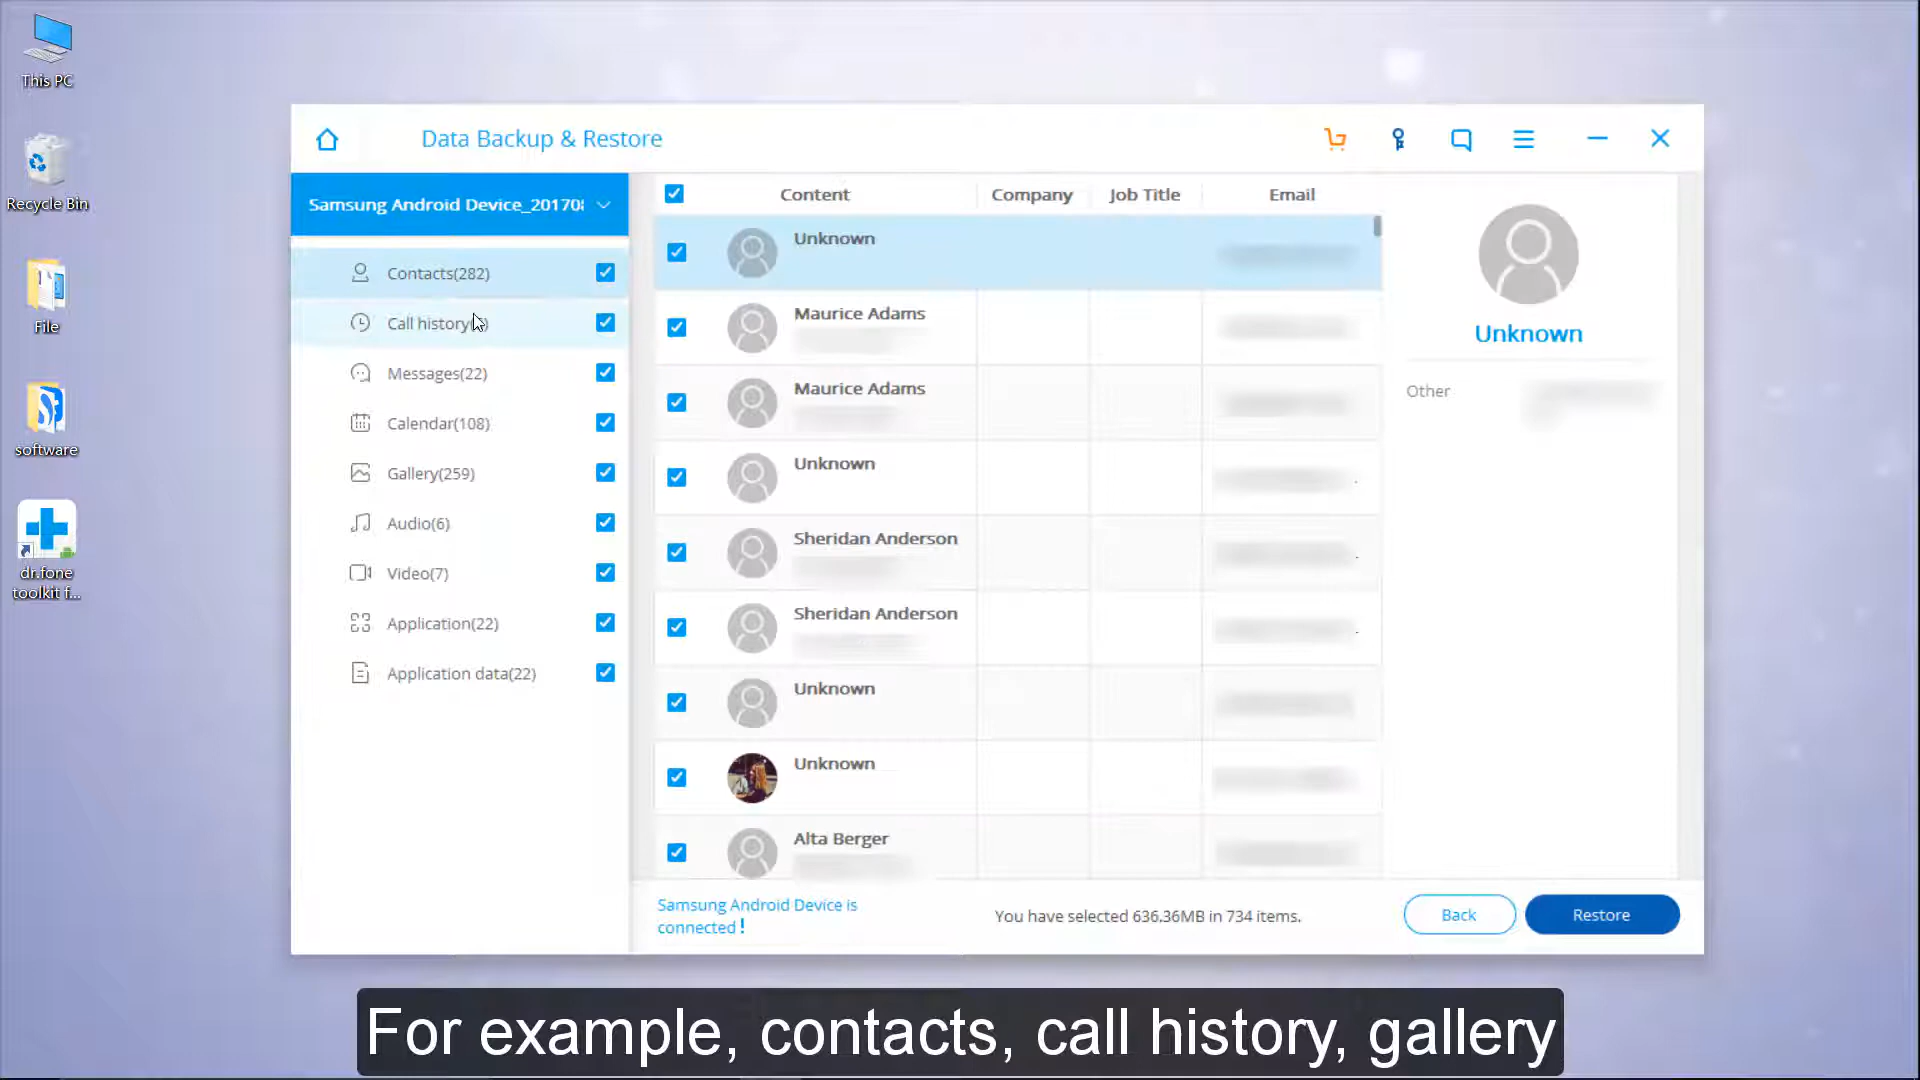 This PC
Recycle Bin
File
software
dr.fone
toolkit f...
Data Backup & Restore
Samsung Android Device_20170
Contacts(282)
Call history
Messages(22)
Calendar(108)
Gallery(259)
Audio(6)
Video(7)
Application(22)
Application data(22)
Content Company Job Title Email
Unknown
Maurice Adams
Maurice Adams
Unknown
Sheridan Anderson
Sheridan Anderson
Unknown
Unknown
Alta Berger
Unknown
Other
Samsung Android Device is
connected !
You have selected 636.36MB in 734 items.
Back
Restore
For example, contacts, call history, gallery